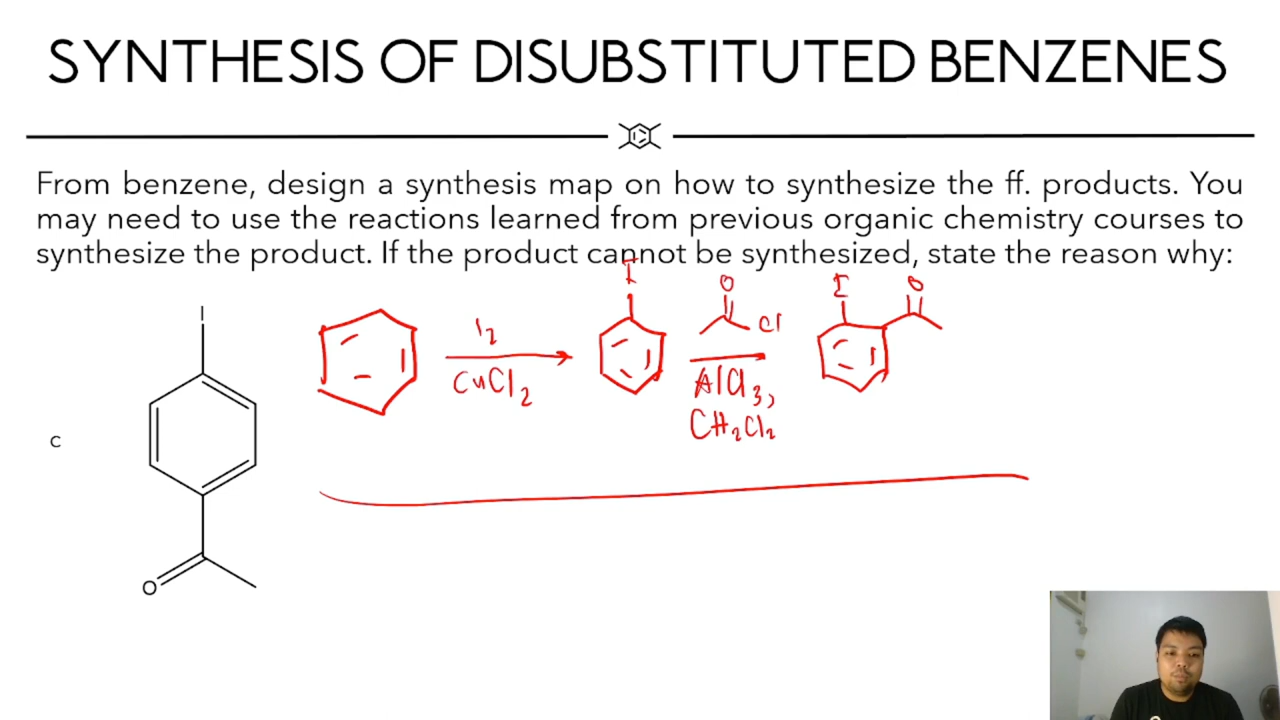 SYNTHESIS OF DISUBSTITUTED BENZENES
From benzene, design a synthesis map on how to synthesize the ff. products. You
may need to use the reactions learned from previous organic chemistry courses to
synthesize the product. If the product cannot be synthesized, state the reason why:
I
I
O
I
O
I₂
Cl
CuCl₂
AlCl₃,
CH₂Cl₂
C
O